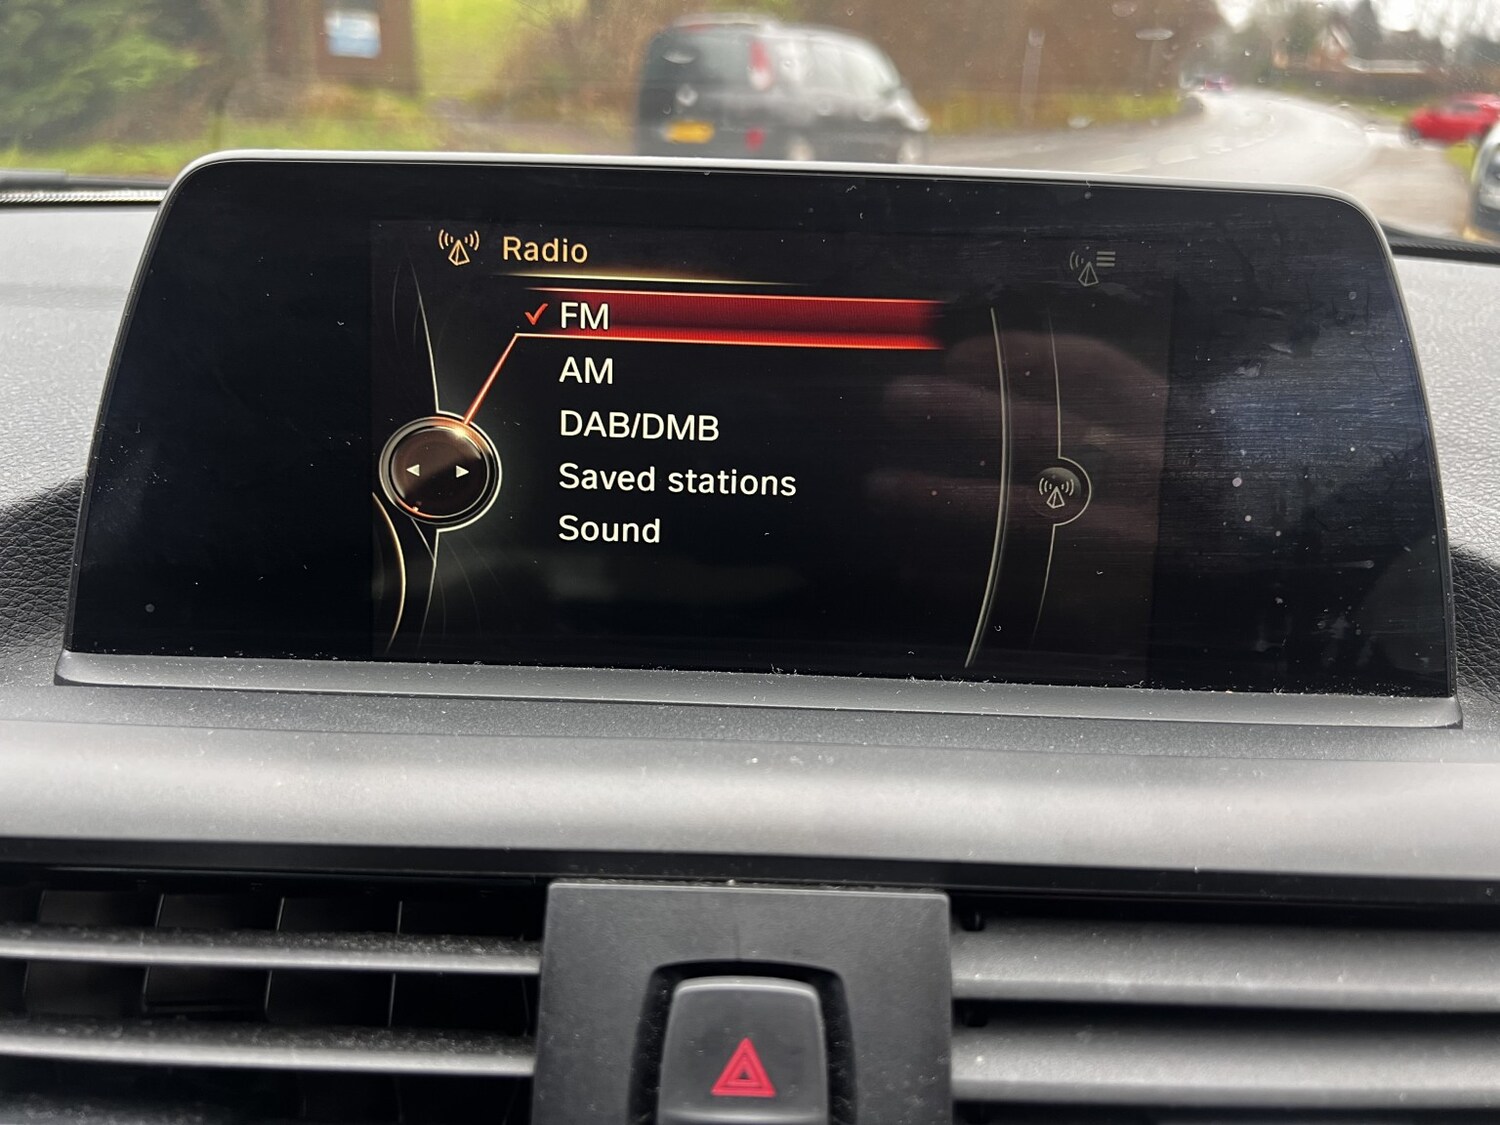 Radio
FM
AM
DAB/DMB
Saved stations
Sound